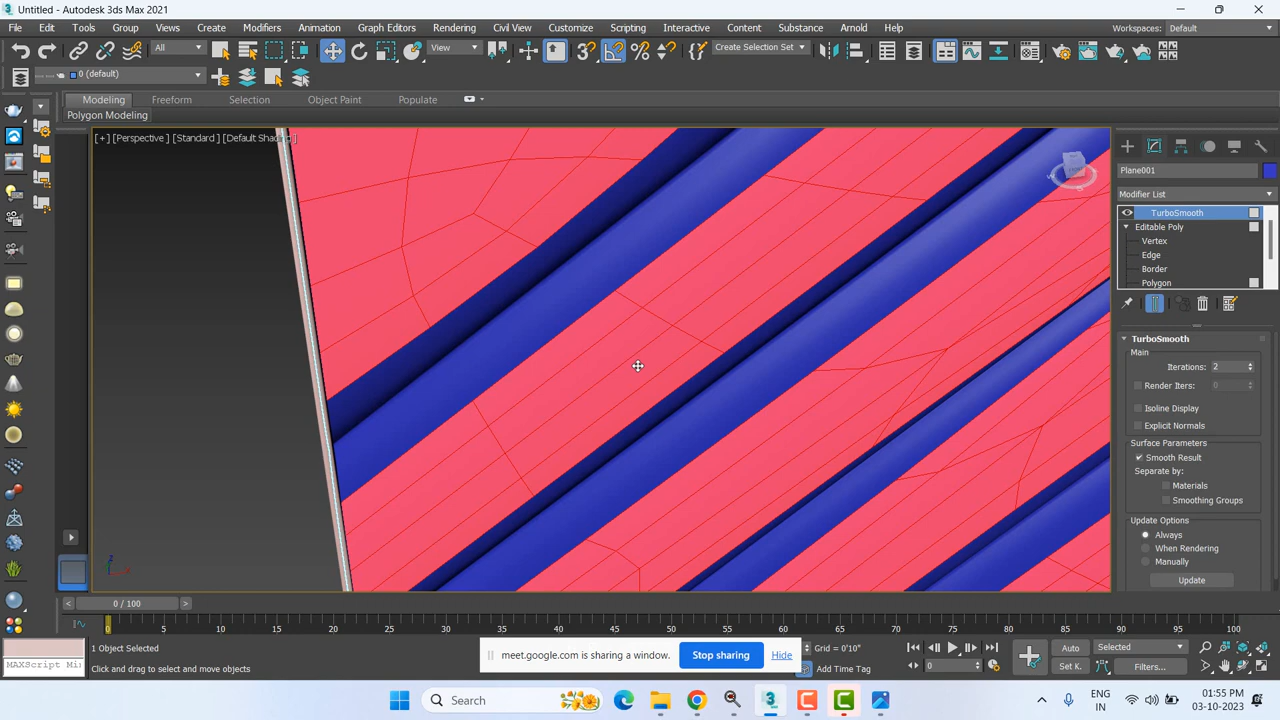 Untitled - Autodesk 3ds Max 2021
File Edit Tools Group Views Create Modifiers Animation Graph Editors Rendering Civil View Customize Scripting Interactive Content Substance Arnold Help
Workspaces: Default
All
View
Create Selection Set
0 (default)
Modeling Freeform Selection Object Paint Populate
Polygon Modeling
[+] [Perspective ] [Standard ] [Default Shading ]
Plane001
Modifier List
TurboSmooth
Editable Poly
Vertex
Edge
Border
Polygon
TurboSmooth
Main
Iterations: 2
Render Iters: 0
Isoline Display
Explicit Normals
Surface Parameters
Smooth Result
Separate by:
Materials
Smoothing Groups
Update Options
Always
When Rendering
Manually
Update
0 / 100
0 5 10 15 20 25 30 35 40 45 50 55 60 65 70 75 80 85 90 95 100
1 Object Selected
MAXScript Mi
Click and drag to select and move objects
meet.google.com is sharing a window. Stop sharing Hide
Grid = 0'10"
Add Time Tag
0
Auto Selected
Set K. Filters...
Search
ENG
IN
01:55 PM
03-10-2023